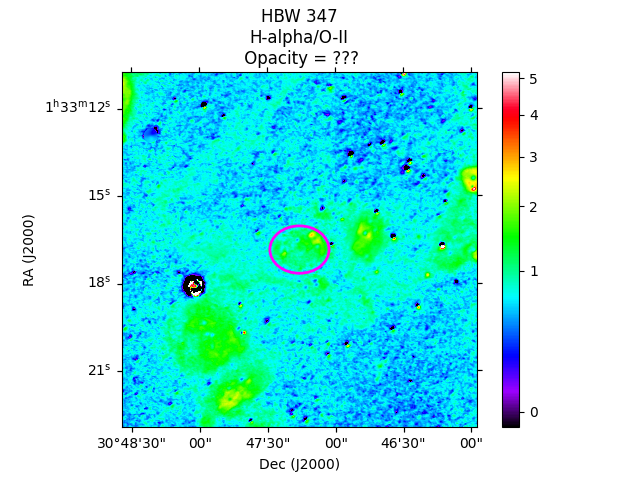 HBW 347
H-alpha/O-II
Opacity = ???
RA (J2000)
1ʰ33ᵐ12ˢ
15ˢ
18ˢ
21ˢ
30°48'30" 00" 47'30" 00" 46'30" 00"
Dec (J2000)
5
4
3
2
1
0